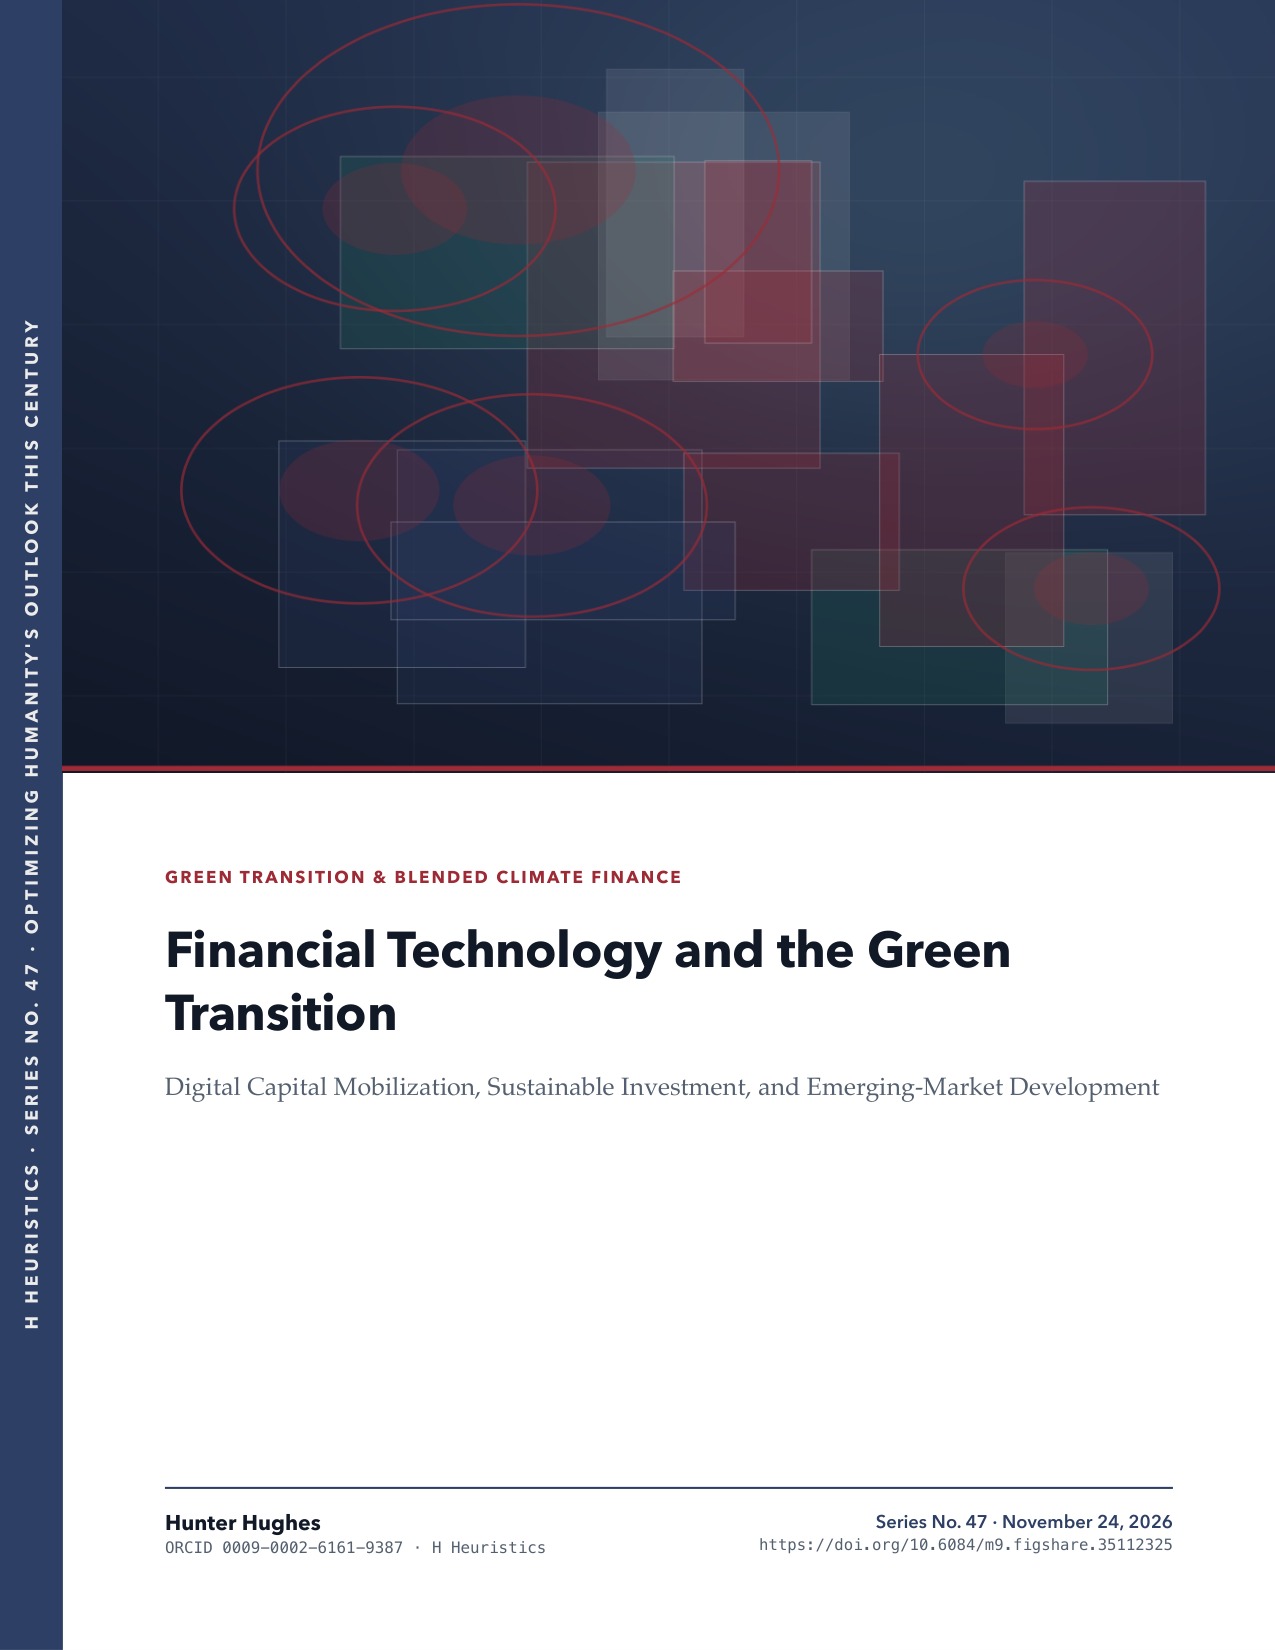 H HEURISTICS · SERIES NO. 47 · OPTIMIZING HUMANITY'S OUTLOOK THIS CENTURY
GREEN TRANSITION & BLENDED CLIMATE FINANCE
Financial Technology and the Green
Transition
Digital Capital Mobilization, Sustainable Investment, and Emerging-Market Development
Hunter Hughes
ORCID 0009-0002-6161-9387 · H Heuristics
Series No. 47 · November 24, 2026
https://doi.org/10.6084/m9.figshare.35112325